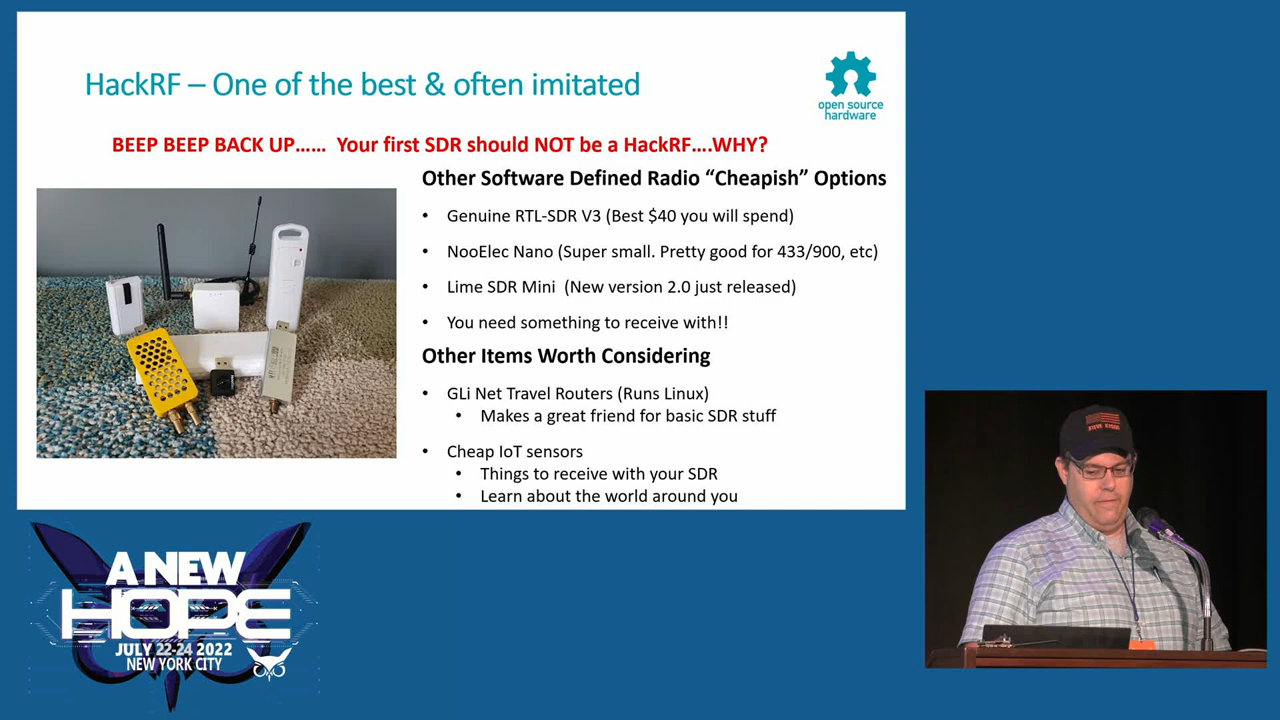 HackRF – One of the best & often imitated
open source
hardware
BEEP BEEP BACK UP…… Your first SDR should NOT be a HackRF….WHY?
Other Software Defined Radio “Cheapish” Options
• Genuine RTL-SDR V3 (Best $40 you will spend)
• NooElec Nano (Super small. Pretty good for 433/900, etc)
• Lime SDR Mini (New version 2.0 just released)
• You need something to receive with!!
Other Items Worth Considering
• GLi Net Travel Routers (Runs Linux)
• Makes a great friend for basic SDR stuff
• Cheap IoT sensors
• Things to receive with your SDR
• Learn about the world around you
A NEW
HOPE
JULY 22-24 2022
NEW YORK CITY